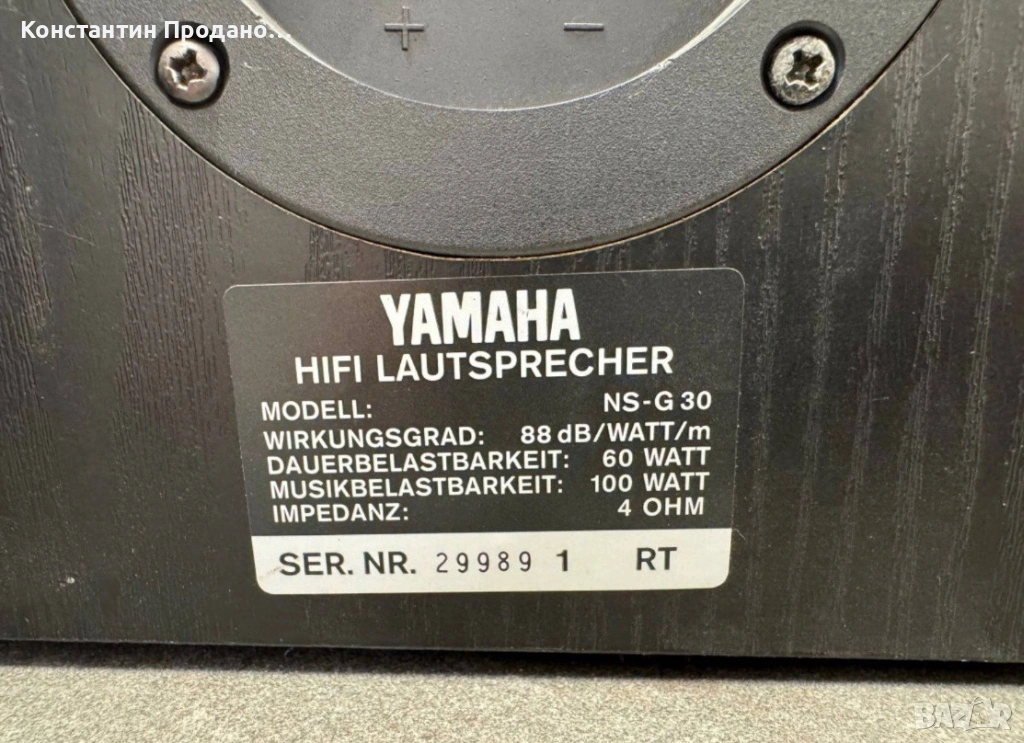 Константин Продано...
+ −
YAMAHA
HIFI LAUTSPRECHER
MODELL: NS-G 30
WIRKUNGSGRAD: 88 dB/WATT/m
DAUERBELASTBARKEIT: 60 WATT
MUSIKBELASTBARKEIT: 100 WATT
IMPEDANZ: 4 OHM
SER. NR. 29989 1 RT
BAZAR